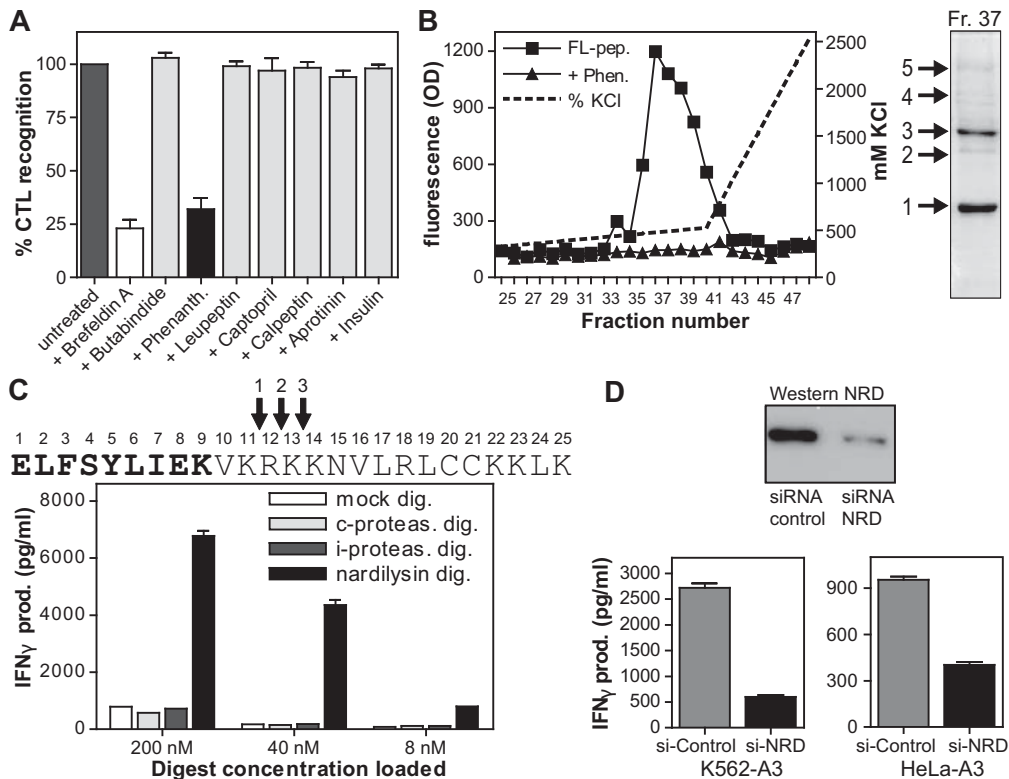 A
% CTL recognition
100
75
50
25
0
untreated
+ Brefeldin A
+ Butabindide
+ Phenanth.
+ Leupeptin
+ Captopril
+ Calpeptin
+ Aprotinin
+ Insulin
B
fluorescence (OD)
1200
900
600
300
0
FL-pep.
+ Phen.
% KCl
2500
2000
1500
1000
500
0
mM KCl
25 27 29 31 33 35 37 39 41 43 45 47
Fraction number
Fr. 37
5
4
3
2
1
C
1 2 3
1 2 3 4 5 6 7 8 9 10 11 12 13 14 15 16 17 18 19 20 21 22 23 24 25
ELFSYLIEKVKRKKNVLRLCCKKLK
IFNγ prod. (pg/ml)
8000
6000
4000
2000
0
mock dig.
c-proteas. dig.
i-proteas. dig.
nardilysin dig.
200 nM 40 nM 8 nM
Digest concentration loaded
D
Western NRD
siRNA siRNA
control NRD
IFNγ prod. (pg/ml)
3000
2500
2000
1500
1000
500
0
si-Control si-NRD
K562-A3
900
600
300
0
si-Control si-NRD
HeLa-A3